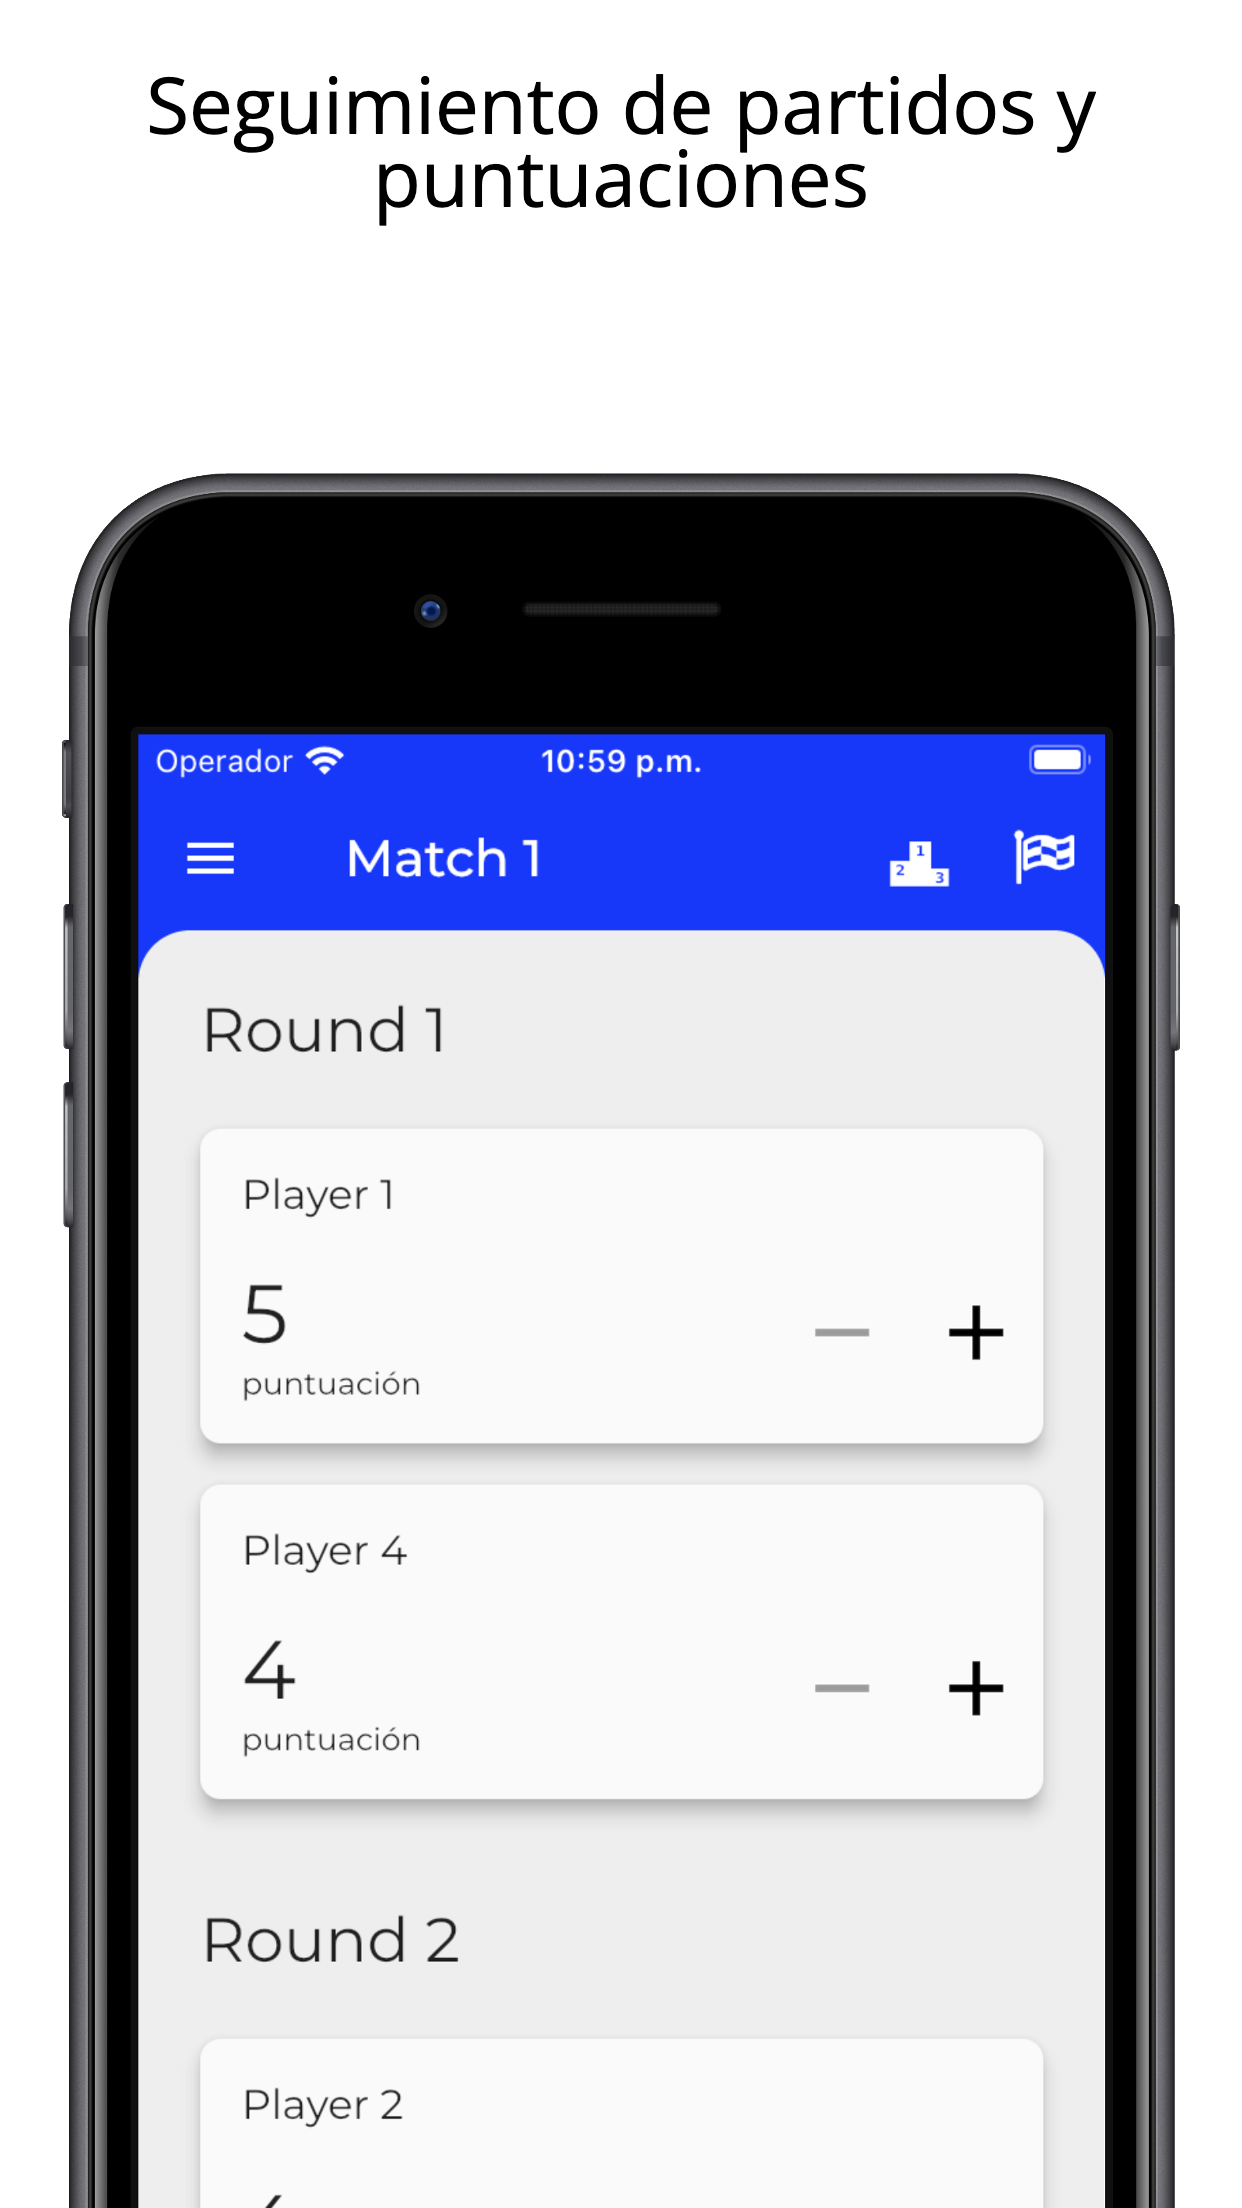 Seguimiento de partidos y
puntuaciones
Operador 10:59 p.m.
Match 1
1
2
3
Round 1
Player 1
5
puntuación
Player 4
4
puntuación
Round 2
Player 2